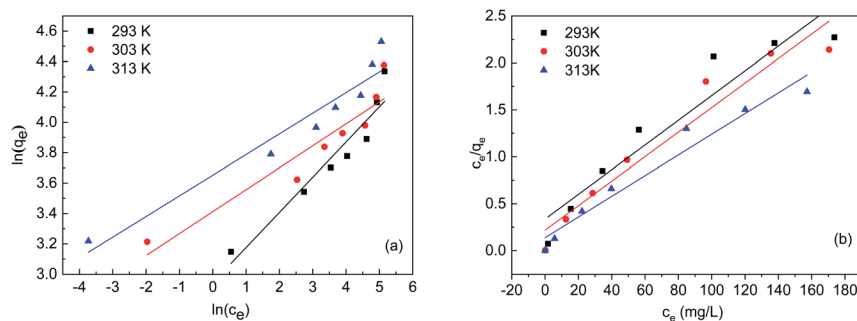 4.6
4.4
4.2
4.0
3.8
3.6
3.4
3.2
3.0
-4 -3 -2 -1 0 1 2 3 4 5 6
ln(qe)
ln(ce)
293 K
303 K
313 K
(a)
2.5
2.0
1.5
1.0
0.5
0.0
-20 0 20 40 60 80 100 120 140 160 180
ce/qe
ce (mg/L)
293K
303K
313K
(b)